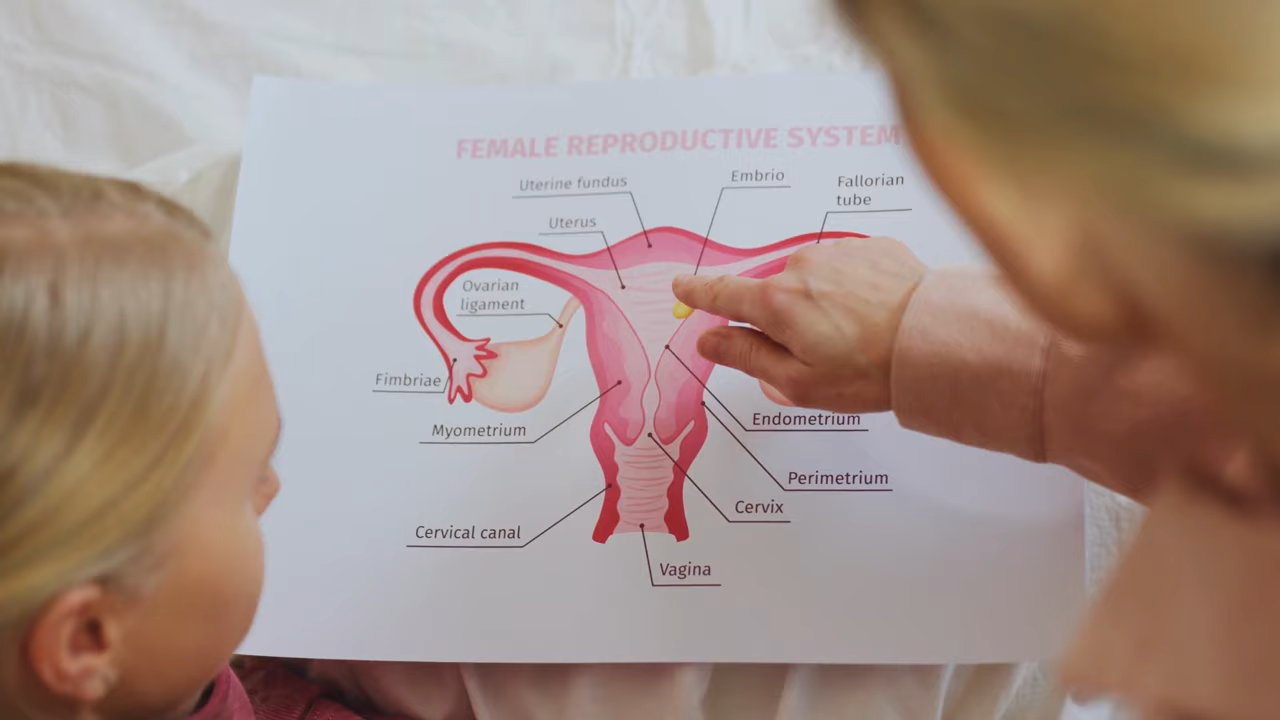 FEMALE REPRODUCTIVE SYSTEM
Uterine fundus
Embrio
Fallorian
tube
Uterus
Ovarian
ligament
Fimbriae
Myometrium
Endometrium
Perimetrium
Cervix
Cervical canal
Vagina